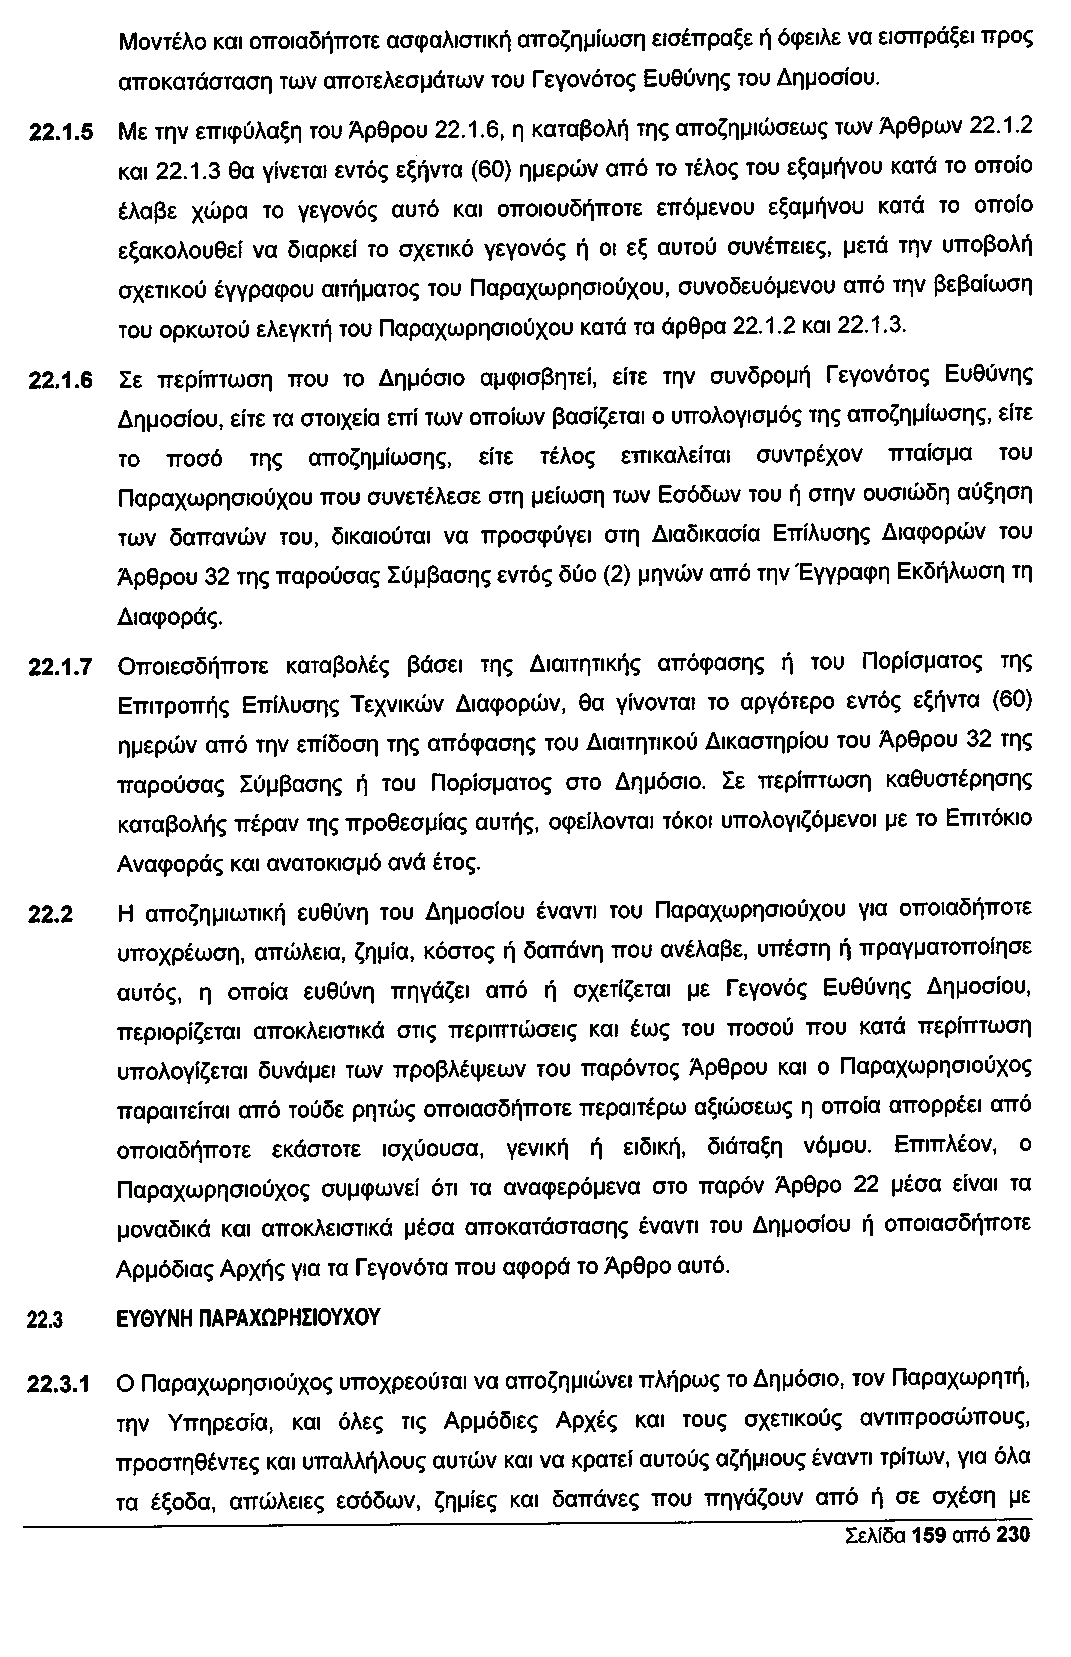 Μοντέλο και οποιαδήποτε ασφαλιστική αποζημίωση εισέπραξε ή όφειλε να εισπράξει προς
αποκατάσταση των αποτελεσμάτων του Γεγονότος Ευθύνης του Δημοσίου.
22.1.5 Με την επιφύλαξη του Άρθρου 22.1.6, η καταβολή της αποζημιώσεως των Άρθρων 22.1.2
και 22.1.3 θα γίνεται εντός εξήντα (60) ημερών από το τέλος του εξαμήνου κατά το οποίο
έλαβε χώρα το γεγονός αυτό και οποιουδήποτε επόμενου εξαμήνου κατά το οποίο
εξακολουθεί να διαρκεί το σχετικό γεγονός ή οι εξ αυτού συνέπειες, μετά την υποβολή
σχετικού έγγραφου αιτήματος του Παραχωρησιούχου, συνοδευόμενου από την βεβαίωση
του ορκωτού ελεγκτή του Παραχωρησιούχου κατά τα άρθρα 22.1.2 και 22.1.3.
22.1.6 Σε περίπτωση που το Δημόσιο αμφισβητεί, είτε την συνδρομή Γεγονότος Ευθύνης
Δημοσίου, είτε τα στοιχεία επί των οποίων βασίζεται ο υπολογισμός της αποζημίωσης, είτε
το ποσό της αποζημίωσης, είτε τέλος επικαλείται συντρέχον πταίσμα του
Παραχωρησιούχου που συνετέλεσε στη μείωση των Εσόδων του ή στην ουσιώδη αύξηση
των δαπανών του, δικαιούται να προσφύγει στη Διαδικασία Επίλυσης Διαφορών του
Άρθρου 32 της παρούσας Σύμβασης εντός δύο (2) μηνών από την Έγγραφη Εκδήλωση τη
Διαφοράς.
22.1.7 Οποιεσδήποτε καταβολές βάσει της Διαιτητικής απόφασης ή του Πορίσματος της
Επιτροπής Επίλυσης Τεχνικών Διαφορών, θα γίνονται το αργότερο εντός εξήντα (60)
ημερών από την επίδοση της απόφασης του Διαιτητικού Δικαστηρίου του Άρθρου 32 της
παρούσας Σύμβασης ή του Πορίσματος στο Δημόσιο. Σε περίπτωση καθυστέρησης
καταβολής πέραν της προθεσμίας αυτής, οφείλονται τόκοι υπολογιζόμενοι με το Επιτόκιο
Αναφοράς και ανατοκισμό ανά έτος.
22.2 Η αποζημιωτική ευθύνη του Δημοσίου έναντι του Παραχωρησιούχου για οποιαδήποτε
υποχρέωση, απώλεια, ζημία, κόστος ή δαπάνη που ανέλαβε, υπέστη ή πραγματοποίησε
αυτός, η οποία ευθύνη πηγάζει από ή σχετίζεται με Γεγονός Ευθύνης Δημοσίου,
περιορίζεται αποκλειστικά στις περιπτώσεις και έως του ποσού που κατά περίπτωση
υπολογίζεται δυνάμει των προβλέψεων του παρόντος Άρθρου και ο Παραχωρησιούχος
παραιτείται από τούδε ρητώς οποιασδήποτε περαιτέρω αξιώσεως η οποία απορρέει από
οποιαδήποτε εκάστοτε ισχύουσα, γενική ή ειδική, διάταξη νόμου. Επιπλέον, ο
Παραχωρησιούχος συμφωνεί ότι τα αναφερόμενα στο παρόν Άρθρο 22 μέσα είναι τα
μοναδικά και αποκλειστικά μέσα αποκατάστασης έναντι του Δημοσίου ή οποιασδήποτε
Αρμόδιας Αρχής για τα Γεγονότα που αφορά το Άρθρο αυτό.
22.3 ΕΥΘΥΝΗ ΠΑΡΑΧΩΡΗΣΙΟΥΧΟΥ
22.3.1 Ο Παραχωρησιούχος υποχρεούται να αποζημιώνει πλήρως το Δημόσιο, τον Παραχωρητή,
την Υπηρεσία, και όλες τις Αρμόδιες Αρχές και τους σχετικούς αντιπροσώπους,
προστηθέντες και υπαλλήλους αυτών και να κρατεί αυτούς αζήμιους έναντι τρίτων, για όλα
τα έξοδα, απώλειες εσόδων, ζημίες και δαπάνες που πηγάζουν από ή σε σχέση με
Σελίδα 159 από 230